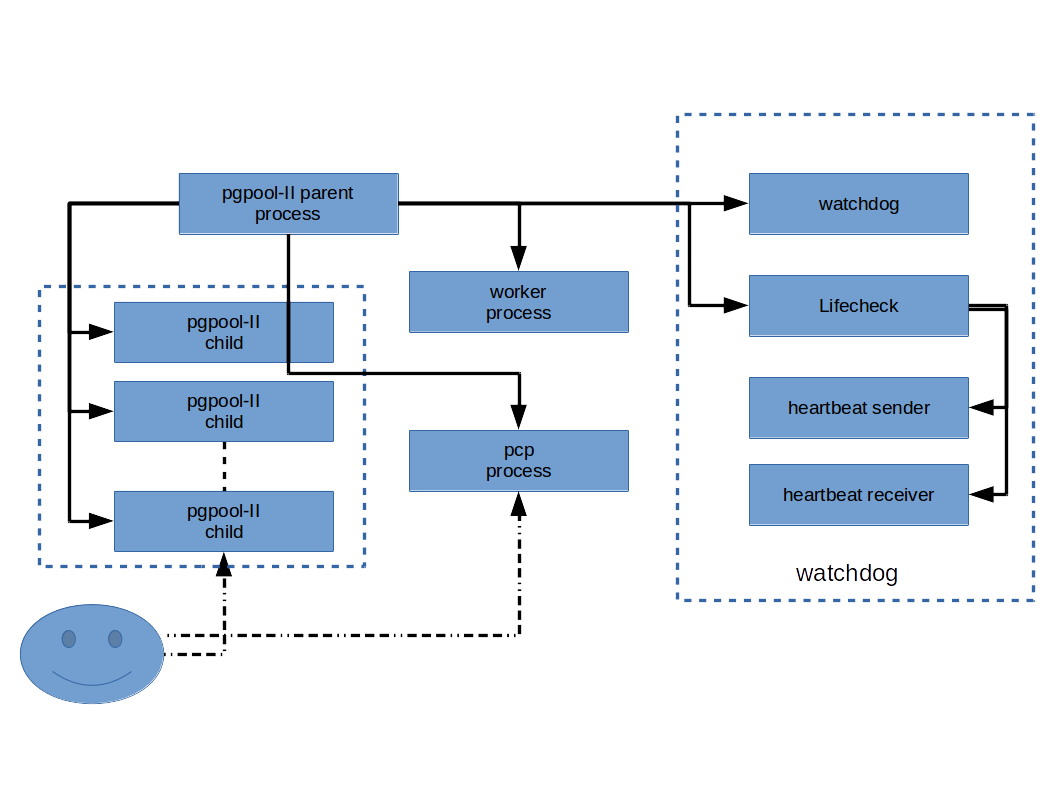 pgpool-II parent
process
watchdog
worker
process
Lifecheck
pgpool-II
child
pgpool-II
child
heartbeat sender
pcp
process
heartbeat receiver
pgpool-II
child
watchdog